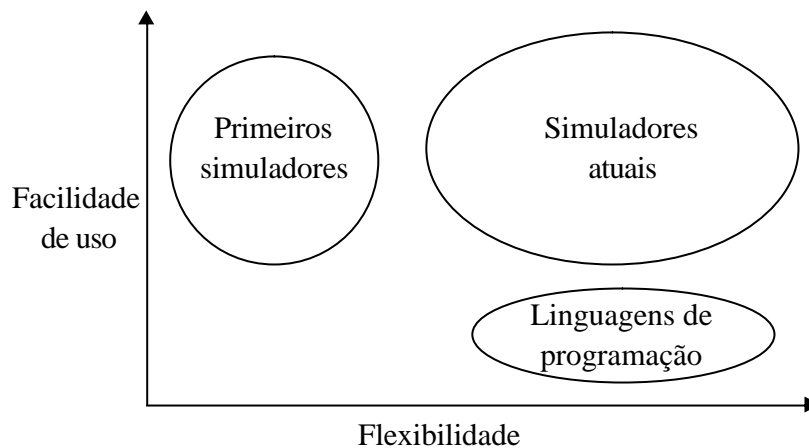 Primeiros
simuladores
Simuladores
atuais
Facilidade
de uso
Linguagens de
programação
Flexibilidade